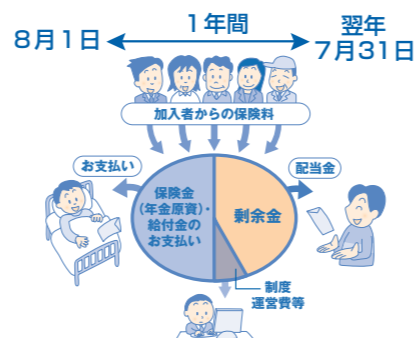 8月1日
1年間
翌年
7月31日
加入者からの保険料
お支払い
配当金
保険金
(年金原資)・
給付金の
お支払い
剰余金
制度
運営費等